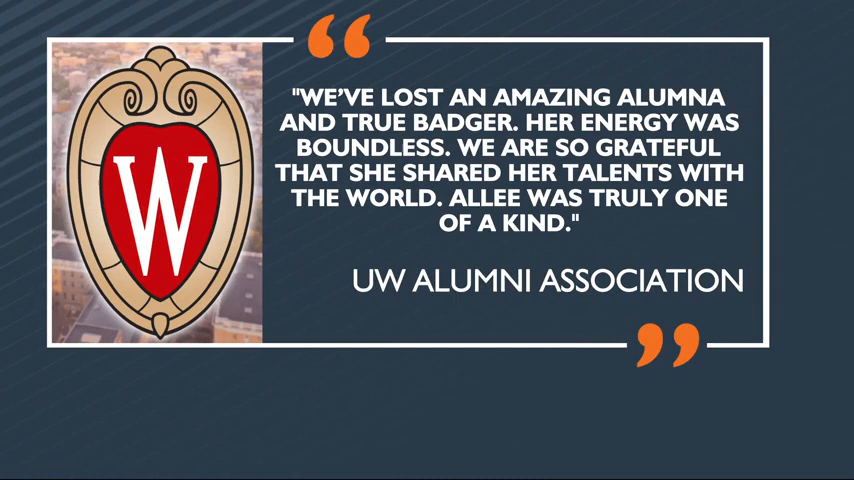 W
"WE'VE LOST AN AMAZING ALUMNA
AND TRUE BADGER. HER ENERGY WAS
BOUNDLESS. WE ARE SO GRATEFUL
THAT SHE SHARED HER TALENTS WITH
THE WORLD. ALLEE WAS TRULY ONE
OF A KIND."
UW ALUMNI ASSOCIATION